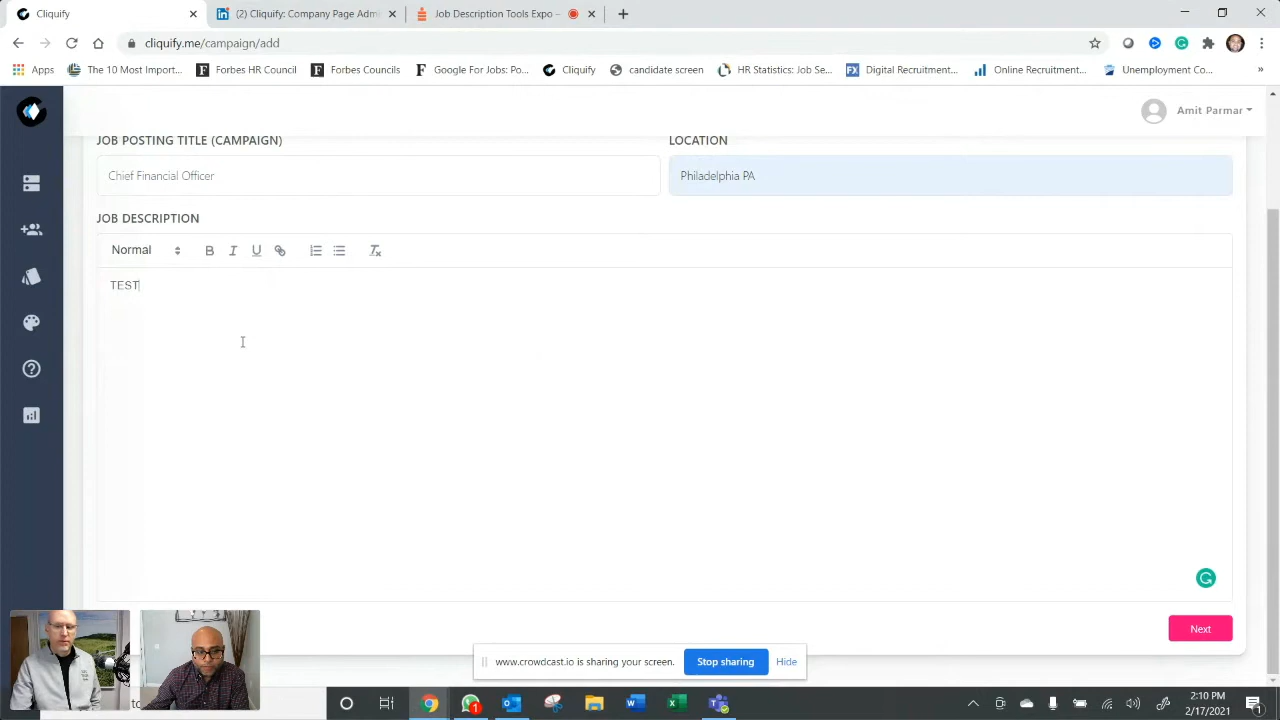 Cliquify
(2) Cliquify: Company Page Adm
Job Description Tools Expo –
cliquify.me/campaign/add
Apps
The 10 Most Import...
Forbes HR Council
Forbes Councils
Google For Jobs,...
Cliquify
candidate screen
HR Statistics: Job Se...
Digital Recruitment...
Online Recruitment...
Unemployment Co...
Amit Parmar
JOB POSTING TITLE (CAMPAIGN)
LOCATION
Chief Financial Officer
Philadelphia PA
JOB DESCRIPTION
Normal
B I U
TEST
Next
www.crowdcast.io is sharing your screen.
Stop sharing
Hide
2:10 PM
2/17/2021